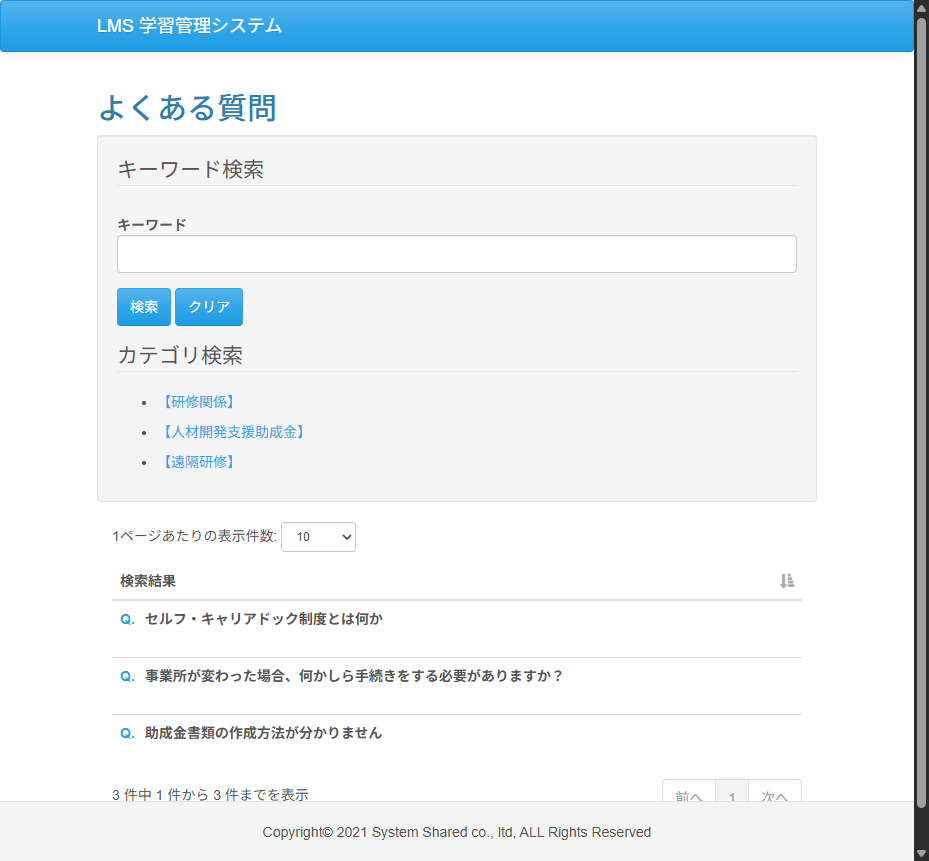 LMS 学習管理システム
よくある質問
キーワード検索
キーワード
検索 クリア
カテゴリ検索
【研修関係】
【人材開発支援助成金】
【遠隔研修】
1ページあたりの表示件数: 10
検索結果
Q. セルフ・キャリアドック制度とは何か
Q. 事業所が変わった場合、何かしら手続きをする必要がありますか？
Q. 助成金書類の作成方法が分かりません
3 件中 1 件から 3 件までを表示
前へ 1 次へ
Copyright© 2021 System Shared co., ltd, ALL Rights Reserved